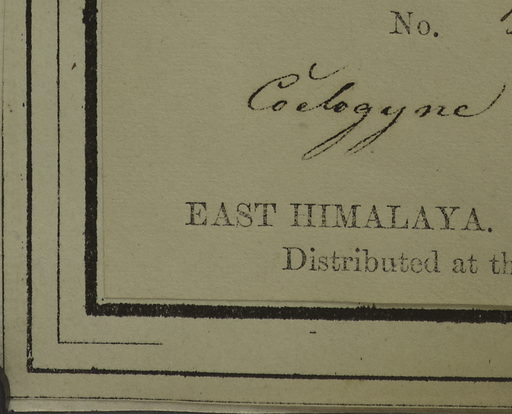 No.
Coelogyne
EAST HIMALAYA.
Distributed at th